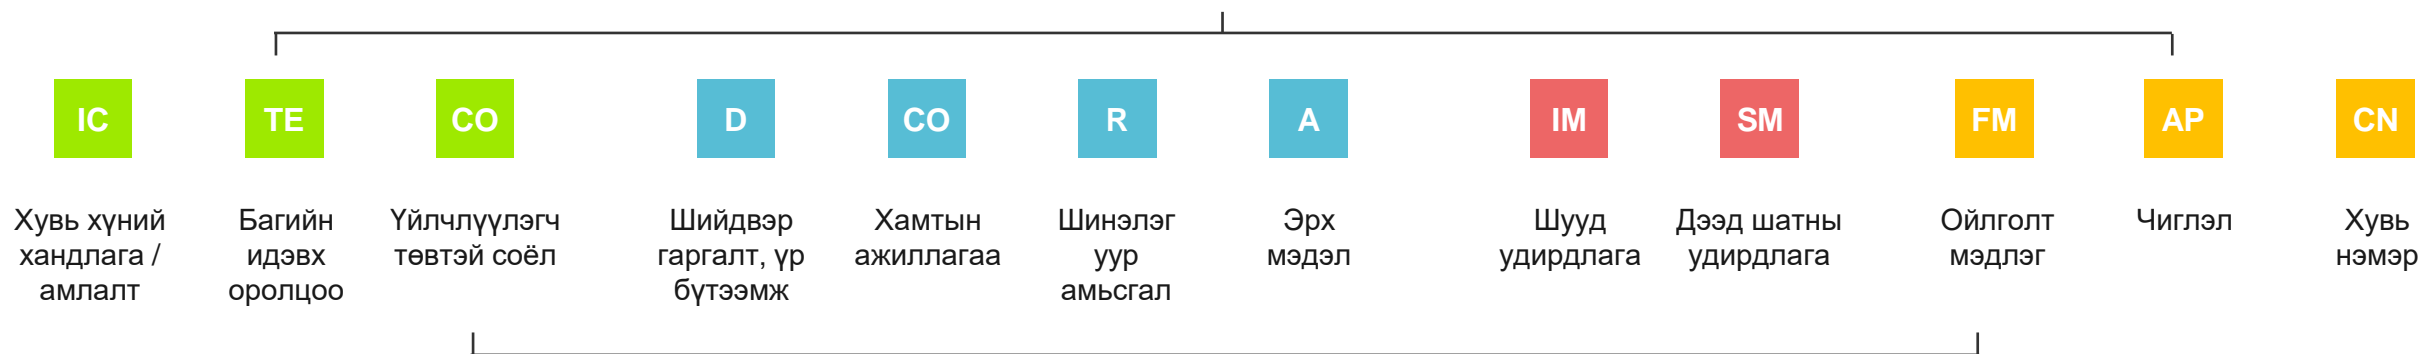 IC
TE
CO
D
CO
R
A
IM
SM
FM
AP
CN
Хувь хүний
хандлага /
амлалт
Багийн
идэвх
оролцоо
Үйлчлүүлэгч
төвтэй соёл
Шийдвэр
гаргалт, үр
бүтээмж
Хамтын
ажиллагаа
Шинэлэг
уур
амьсгал
Эрх
мэдэл
Шууд
удирдлага
Дээд шатны
удирдлага
Ойлголт
мэдлэг
Чиглэл
Хувь
нэмэр